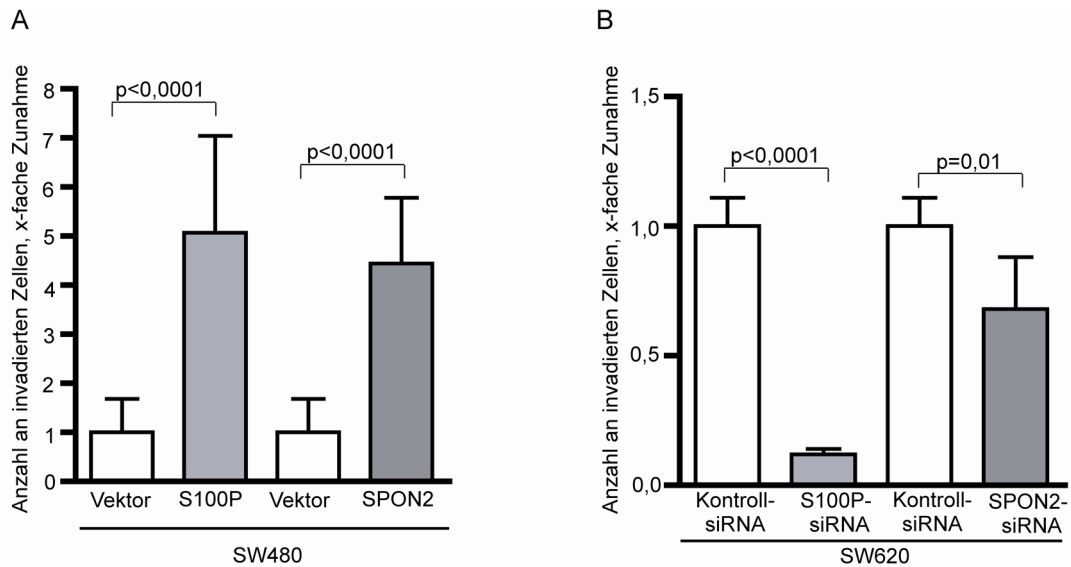 A
Anzahl an invadierten Zellen, x-fache Zunahme
8
7
6
5
4
3
2
1
0
p<0,0001
p<0,0001
Vektor
S100P
Vektor
SPON2
SW480
B
Anzahl an invadierten Zellen, x-fache Zunahme
1,5
1,0
0,5
0,0
p<0,0001
p=0,01
Kontroll-
siRNA
S100P-
siRNA
Kontroll-
siRNA
SPON2-
siRNA
SW620